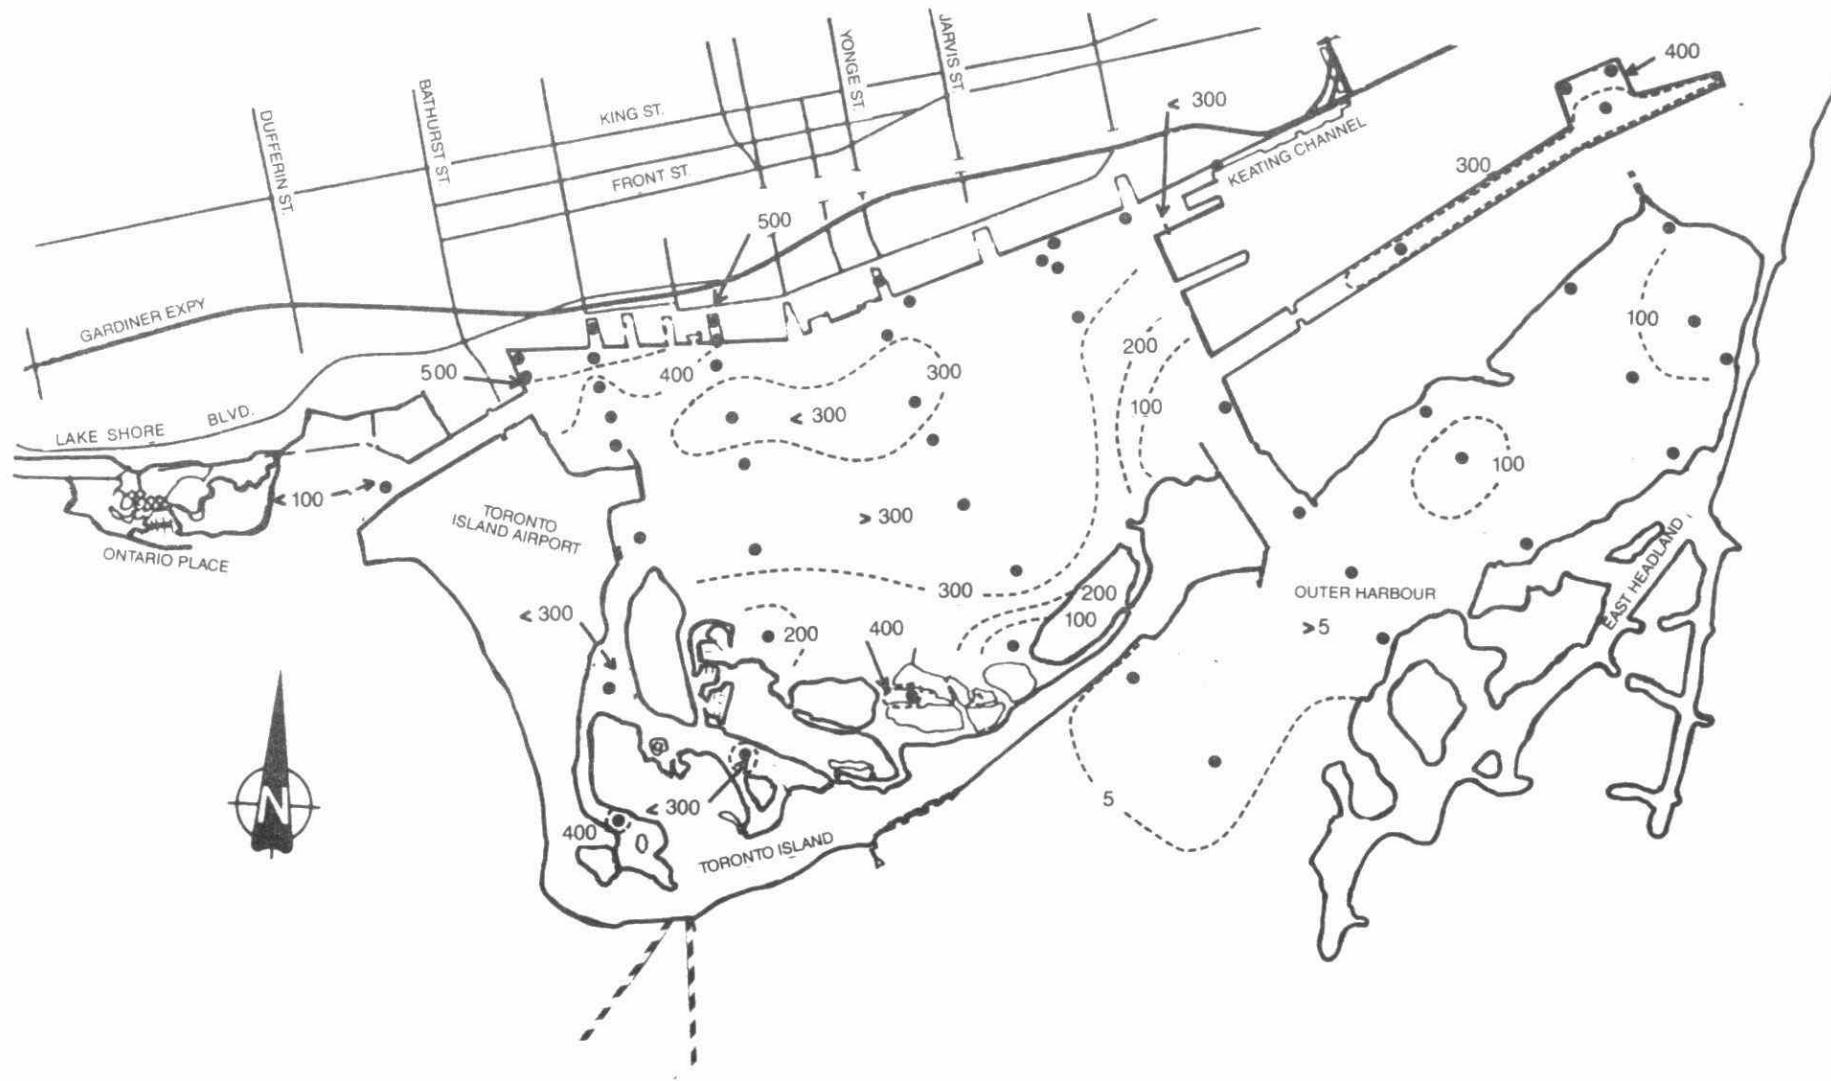 JARVIS ST.
YONGE ST.
400
BATHURST ST.
< 300
KING ST.
DUFFERIN ST.
KEATING CHANNEL
300
FRONT ST.
500
GARDINER EXPY
100
200
500
400
300
100
< 300
LAKE SHORE BLVD.
100
< 100
TORONTO
ISLAND AIRPORT
> 300
ONTARIO PLACE
EAST HEADLAND
300
200
OUTER HARBOUR
< 300
400
100
200
>5
5
< 300
400
TORONTO ISLAND
N